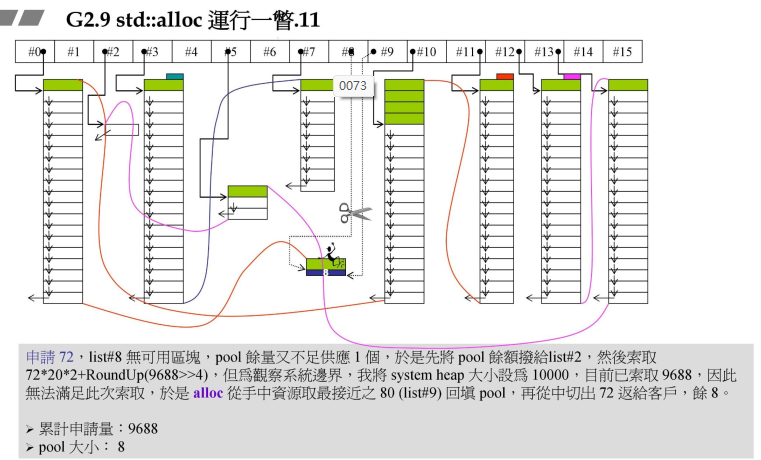 G2.9 std::alloc 運行一瞥.11
#0 #1 #2 #3 #4 #5 #6 #7 #8 #9 #10 #11 #12 #13 #14 #15
0073
申請 72，list#8 無可用區塊，pool 餘量又不足供應 1 個，於是先將 pool 餘額撥給list#2，然後索取
72*20*2+RoundUp(9688>>4)，但為觀察系統邊界，我將 system heap 大小設為 10000，目前已索取 9688，因此
無法滿足此次索取，於是 alloc 從手中資源取最接近之 80 (list#9) 回填 pool，再從中切出 72 返給客戶，餘 8。
➢ 累計申請量：9688
➢ pool 大小： 8